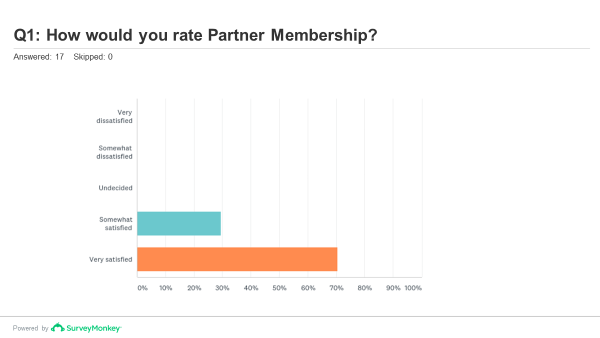 Q1: How would you rate Partner Membership?
Answered: 17 Skipped: 0
Very
dissatisfied
Somewhat
dissatisfied
Undecided
Somewhat
satisfied
Very satisfied
0% 10% 20% 30% 40% 50% 60% 70% 80% 90% 100%
Powered by SurveyMonkey